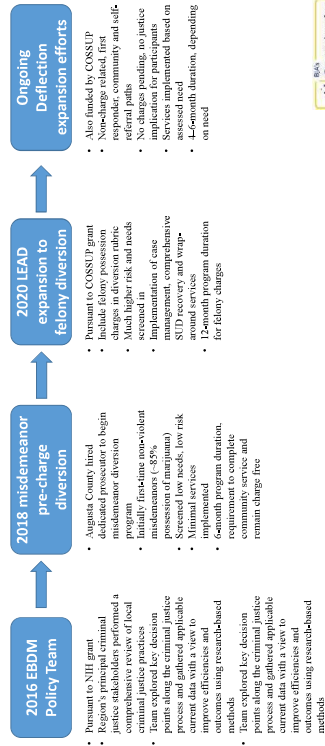 2016 EBDM
Policy Team
• Pursuant to NII grant
• Region's principal criminal
justice stakeholders performed a
comprehensive review of local
criminal justice practices
• Team explored key decision
points along the criminal justice
process and gathered applicable
current data with a view to
improve efficiencies and
outcomes using research-based
methods
• Team explored key decision
points along the criminal justice
process and gathered applicable
current data with a view to
improve efficiencies and
outcomes using research-based
methods
2018 misdemeanor
pre-charge
diversion
• Augusta County hired
dedicated prosecutor to begin
misdemeanor diversion
program
• Initially first-time non-violent
misdemeanors (~85%
possession of marijuana)
• Screened low needs, low risk
• Minimal services
implemented
• 6-month program duration,
requirement to complete
community service and
remain charge free
2020 LEAD
expansion to
felony diversion
• Pursuant to COSSUP grant
• Include felony possession
charges in diversion rubric
• Much higher risk and needs
screened in
• Implementation of case
management, comprehensive
SUD recovery and wrap-
around services
• 12-month program duration
for felony charges
Ongoing
Deflection
expansion efforts
• Also funded by COSSUP
• Non-charge related, first
responder, community and self-
referral paths
• No charges pending, no justice
implication for participants
• Services implemented based on
assessed need
• 4–6-month duration, depending
on need
BJA's